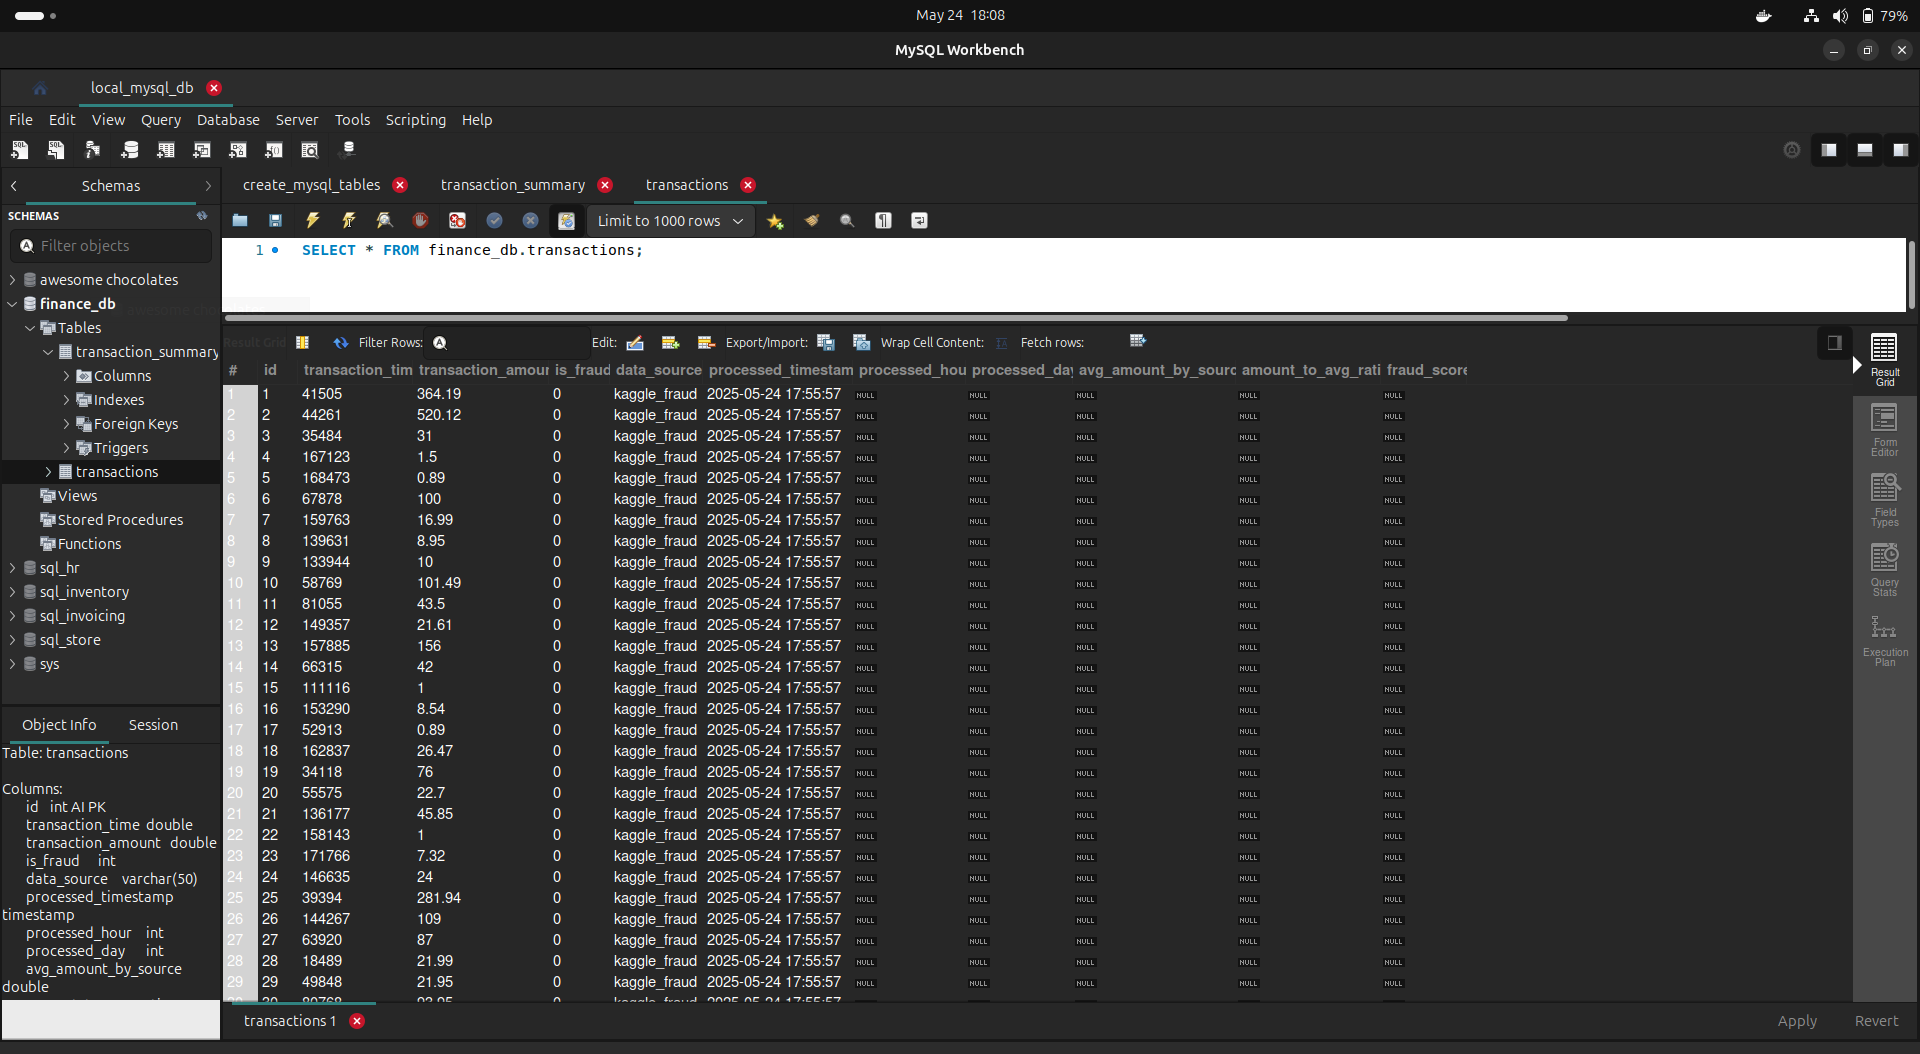 May 24 18:08
79%
MySQL Workbench
local_mysql_db
File Edit View Query Database Server Tools Scripting Help
Schemas
create_mysql_tables transaction_summary transactions
SCHEMAS
Limit to 1000 rows
Filter objects
1 SELECT * FROM finance_db.transactions;
awesome chocolates
finance_db
Tables
transaction_summary
Columns
Indexes
Foreign Keys
Triggers
transactions
Views
Stored Procedures
Functions
sql_hr
sql_inventory
sql_invoicing
sql_store
sys
Result Grid Filter Rows: Edit: Export/Import: Wrap Cell Content: Fetch rows:
# id transaction_tim transaction_amour is_fraud data_source processed_timestam processed_hou processed_day avg_amount_by_sourc amount_to_avg_rati fraud_score
1 1 41505 364.19 0 kaggle_fraud 2025-05-24 17:55:57 NULL NULL NULL NULL NULL
2 2 44261 520.12 0 kaggle_fraud 2025-05-24 17:55:57 NULL NULL NULL NULL NULL
3 3 35484 31 0 kaggle_fraud 2025-05-24 17:55:57 NULL NULL NULL NULL NULL
4 4 167123 1.5 0 kaggle_fraud 2025-05-24 17:55:57 NULL NULL NULL NULL NULL
5 5 168473 0.89 0 kaggle_fraud 2025-05-24 17:55:57 NULL NULL NULL NULL NULL
6 6 67878 100 0 kaggle_fraud 2025-05-24 17:55:57 NULL NULL NULL NULL NULL
7 7 159763 16.99 0 kaggle_fraud 2025-05-24 17:55:57 NULL NULL NULL NULL NULL
8 8 139631 8.95 0 kaggle_fraud 2025-05-24 17:55:57 NULL NULL NULL NULL NULL
9 9 133944 10 0 kaggle_fraud 2025-05-24 17:55:57 NULL NULL NULL NULL NULL
10 10 58769 101.49 0 kaggle_fraud 2025-05-24 17:55:57 NULL NULL NULL NULL NULL
11 11 81055 43.5 0 kaggle_fraud 2025-05-24 17:55:57 NULL NULL NULL NULL NULL
12 12 149357 21.61 0 kaggle_fraud 2025-05-24 17:55:57 NULL NULL NULL NULL NULL
13 13 157885 156 0 kaggle_fraud 2025-05-24 17:55:57 NULL NULL NULL NULL NULL
14 14 66315 42 0 kaggle_fraud 2025-05-24 17:55:57 NULL NULL NULL NULL NULL
15 15 111116 1 0 kaggle_fraud 2025-05-24 17:55:57 NULL NULL NULL NULL NULL
16 16 153290 8.54 0 kaggle_fraud 2025-05-24 17:55:57 NULL NULL NULL NULL NULL
17 17 52913 0.89 0 kaggle_fraud 2025-05-24 17:55:57 NULL NULL NULL NULL NULL
18 18 162837 26.47 0 kaggle_fraud 2025-05-24 17:55:57 NULL NULL NULL NULL NULL
19 19 34118 76 0 kaggle_fraud 2025-05-24 17:55:57 NULL NULL NULL NULL NULL
20 20 55575 22.7 0 kaggle_fraud 2025-05-24 17:55:57 NULL NULL NULL NULL NULL
21 21 136177 45.85 0 kaggle_fraud 2025-05-24 17:55:57 NULL NULL NULL NULL NULL
22 22 158143 1 0 kaggle_fraud 2025-05-24 17:55:57 NULL NULL NULL NULL NULL
23 23 171766 7.32 0 kaggle_fraud 2025-05-24 17:55:57 NULL NULL NULL NULL NULL
24 24 146635 24 0 kaggle_fraud 2025-05-24 17:55:57 NULL NULL NULL NULL NULL
25 25 39394 281.94 0 kaggle_fraud 2025-05-24 17:55:57 NULL NULL NULL NULL NULL
26 26 144267 109 0 kaggle_fraud 2025-05-24 17:55:57 NULL NULL NULL NULL NULL
27 27 63920 87 0 kaggle_fraud 2025-05-24 17:55:57 NULL NULL NULL NULL NULL
28 28 18489 21.99 0 kaggle_fraud 2025-05-24 17:55:57 NULL NULL NULL NULL NULL
29 29 49848 21.95 0 kaggle_fraud 2025-05-24 17:55:57 NULL NULL NULL NULL NULL
Result
Grid
Form
Editor
Field
Types
Query
Stats
Execution
Plan
Object Info Session
Table: transactions
Columns:
id int AI PK
transaction_time double
transaction_amount double
is_fraud int
data_source varchar(50)
processed_timestamp
timestamp
processed_hour int
processed_day int
avg_amount_by_source
double
transactions 1
Apply Revert